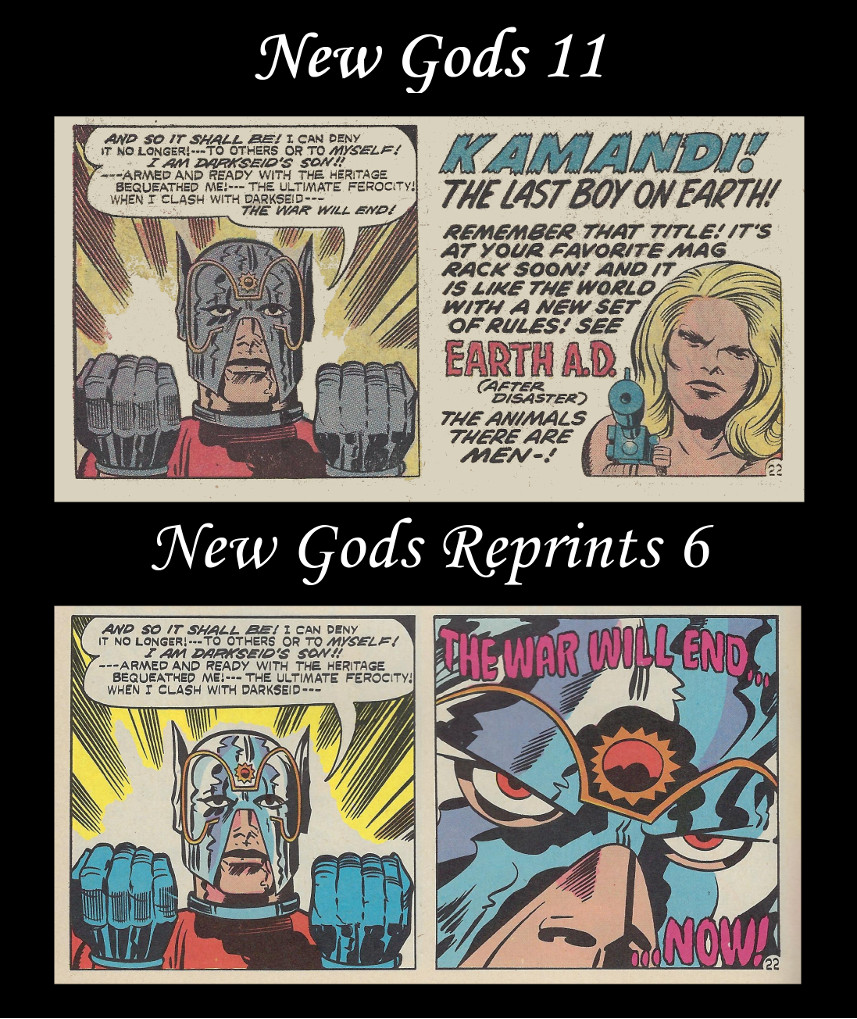 New Gods 11
AND SO IT SHALL BE! I CAN DENY
IT NO LONGER!---TO OTHERS OR TO MYSELF!
I AM DARKSEID'S SON!!
---ARMED AND READY WITH THE HERITAGE
BEQUEATHED ME!--- THE ULTIMATE FEROCITY!
WHEN I CLASH WITH DARKSEID---
THE WAR WILL END!
KAMANDI!
THE LAST BOY ON EARTH!
REMEMBER THAT TITLE! IT'S
AT YOUR FAVORITE MAG
RACK SOON! AND IT
IS LIKE THE WORLD
WITH A NEW SET
OF RULES! SEE
EARTH A.D.
(AFTER
DISASTER)
THE ANIMALS
THERE ARE
MEN-!
22
New Gods Reprints 6
AND SO IT SHALL BE! I CAN DENY
IT NO LONGER!---TO OTHERS OR TO MYSELF!
I AM DARKSEID'S SON!!
---ARMED AND READY WITH THE HERITAGE
BEQUEATHED ME!--- THE ULTIMATE FEROCITY!
WHEN I CLASH WITH DARKSEID---
THE WAR WILL END...
...NOW!
22